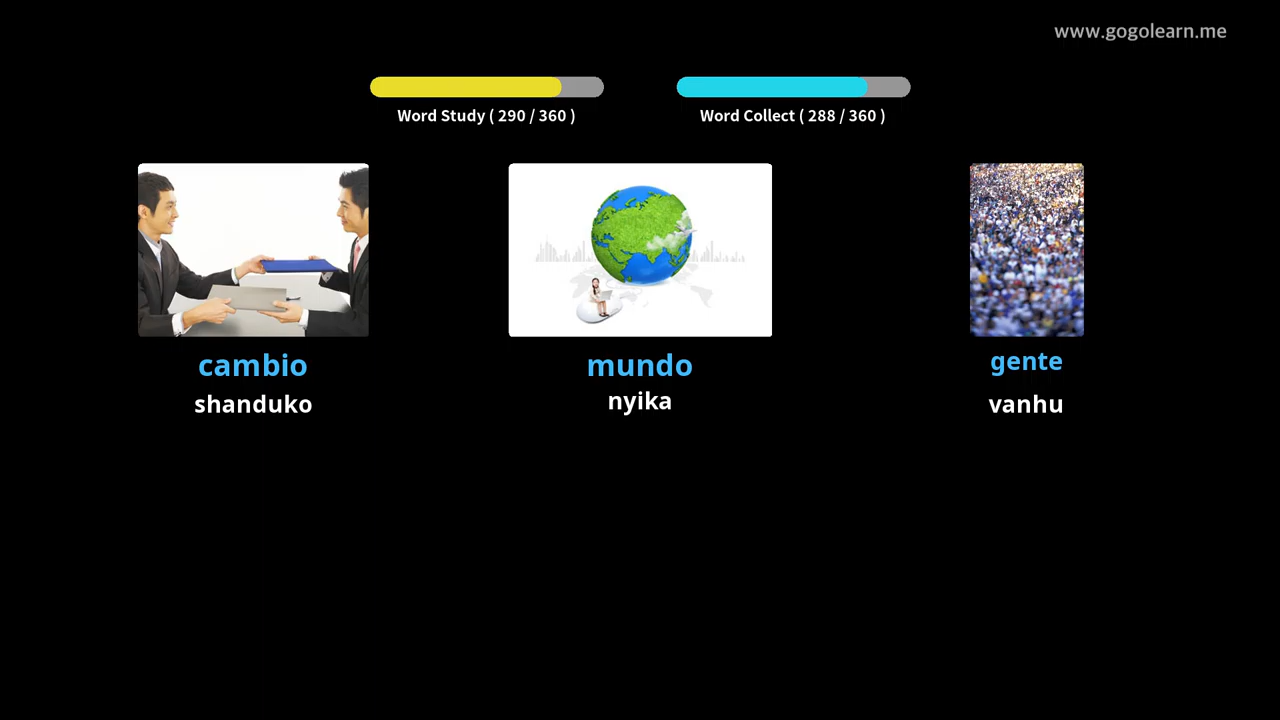 www.gogolearn.me
Word Study ( 290 / 360 )
Word Collect ( 288 / 360 )
cambio
shanduko
mundo
nyika
gente
vanhu